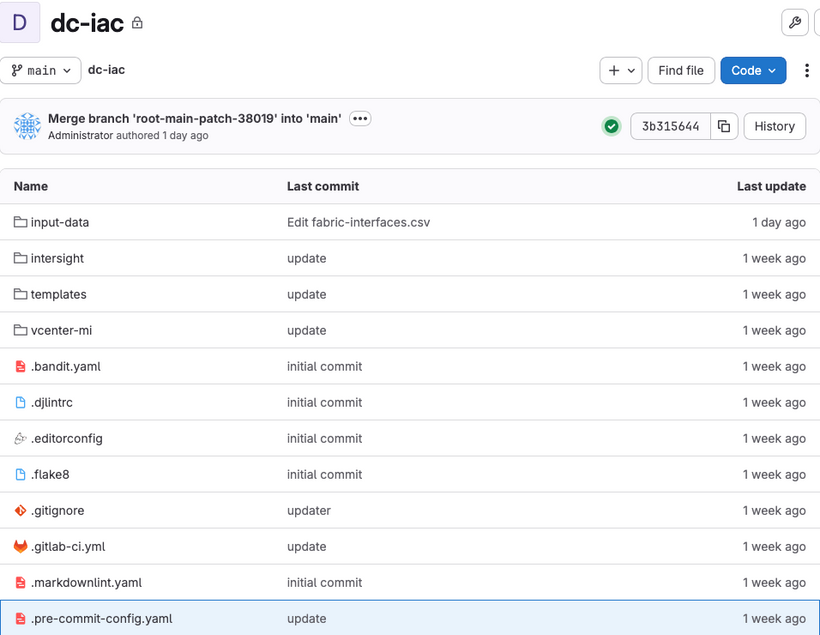 D
dc-iac
main
dc-iac
Find file
Code
Merge branch 'root-main-patch-38019' into 'main'
Administrator authored 1 day ago
3b315644
History
Name Last commit Last update
input-data Edit fabric-interfaces.csv 1 day ago
intersight update 1 week ago
templates update 1 week ago
vcenter-mi update 1 week ago
.bandit.yaml initial commit 1 week ago
.djlintrc initial commit 1 week ago
.editorconfig initial commit 1 week ago
.flake8 initial commit 1 week ago
.gitignore updater 1 week ago
.gitlab-ci.yml update 1 week ago
.markdownlint.yaml initial commit 1 week ago
.pre-commit-config.yaml update 1 week ago